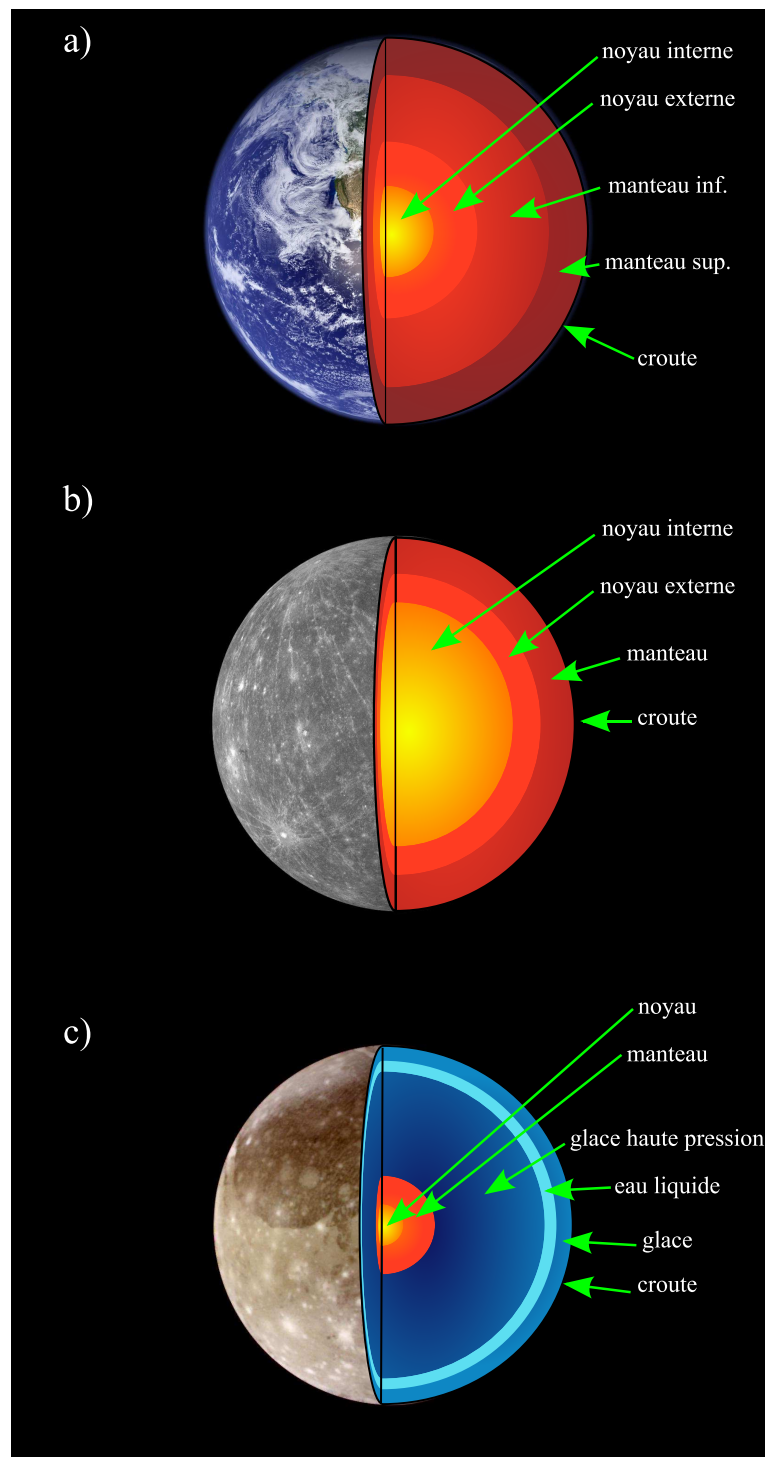 a)
noyau interne
noyau externe
manteau inf.
manteau sup.
croute
b)
noyau interne
noyau externe
manteau
croute
c)
noyau
manteau
glace haute pression
eau liquide
glace
croute